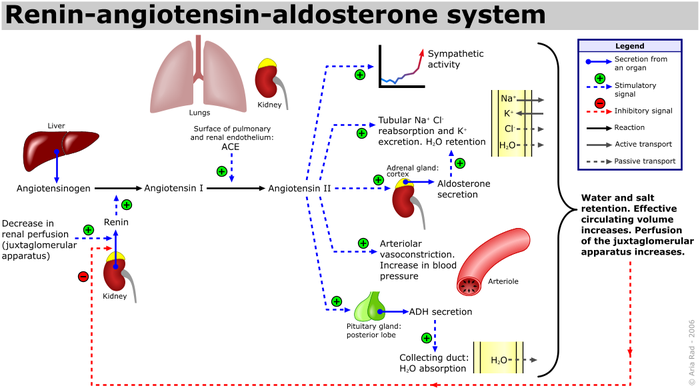 Renin-angiotensin-aldosterone system
Legend
Secretion from
an organ
Stimulatory
signal
Inhibitory signal
Reaction
Active transport
Passive transport
Sympathetic
activity
Lungs
Kidney
Liver
Surface of pulmonary
and renal endothelium:
ACE
Tubular Na⁺ Cl⁻
reabsorption and K⁺
excretion. H₂O retention
Na⁺
K⁺
Cl⁻
H₂O
Adrenal gland:
cortex
Angiotensinogen
Angiotensin I
Angiotensin II
Aldosterone
secretion
Water and salt
retention. Effective
circulating volume
increases. Perfusion
of the juxtaglomerular
apparatus increases.
Decrease in
renal perfusion
(juxtaglomerular
apparatus)
Renin
Kidney
Arteriolar
vasoconstriction.
Increase in blood
pressure
Arteriole
Pituitary gland:
posterior lobe
ADH secretion
Collecting duct:
H₂O absorption
H₂O
© Aria Rad - 2006